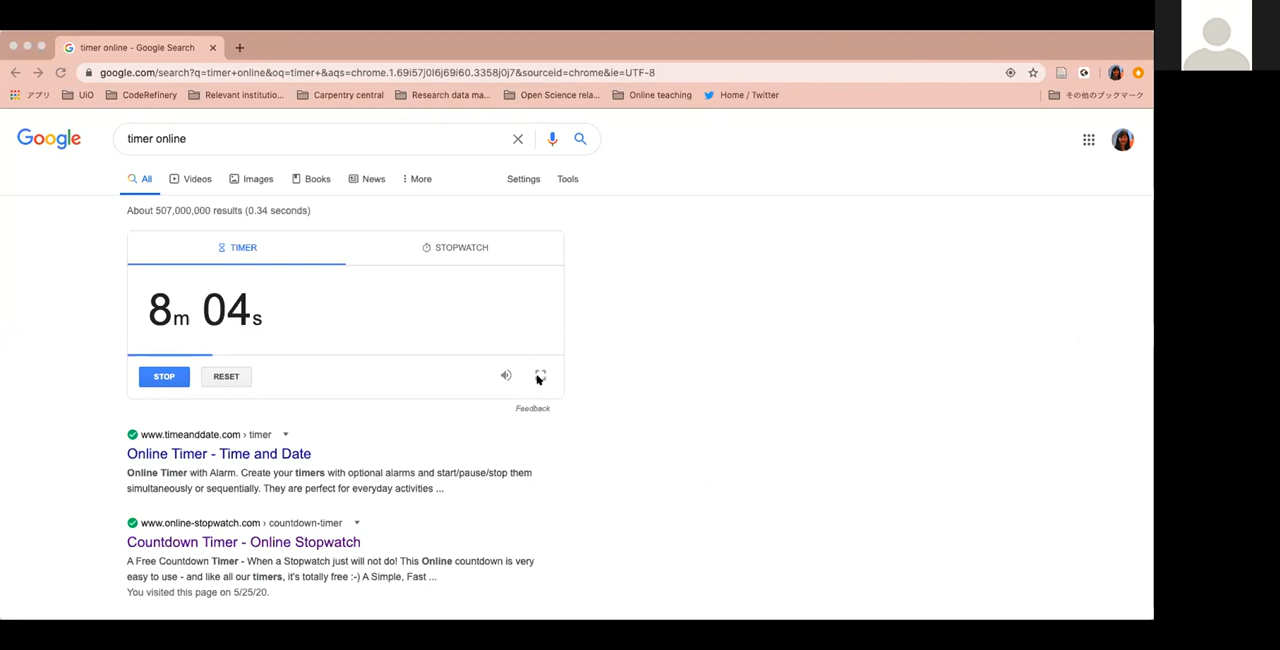 timer online - Google Search
google.com/search?q=timer+online&oq=timer+&aqs=chrome.1.69i57j0l6j69i60.3358j0j7&sourceid=chrome&ie=UTF-8
アプリ UiO CodeRefinery Relevant institutio... Carpentry central Research data ma... Open Science rela... Online teaching Home / Twitter その他のブックマーク
Google timer online
All Videos Images Books News More Settings Tools
About 507,000,000 results (0.34 seconds)
TIMER STOPWATCH
8m 04s
STOP RESET
Feedback
www.timeanddate.com › timer
Online Timer - Time and Date
Online Timer with Alarm. Create your timers with optional alarms and start/pause/stop them
simultaneously or sequentially. They are perfect for everyday activities ...
www.online-stopwatch.com › countdown-timer
Countdown Timer - Online Stopwatch
A Free Countdown Timer - When a Stopwatch just will not do! This Online countdown is very
easy to use - and like all our timers, it's totally free :-) A Simple, Fast ...
You visited this page on 5/25/20.